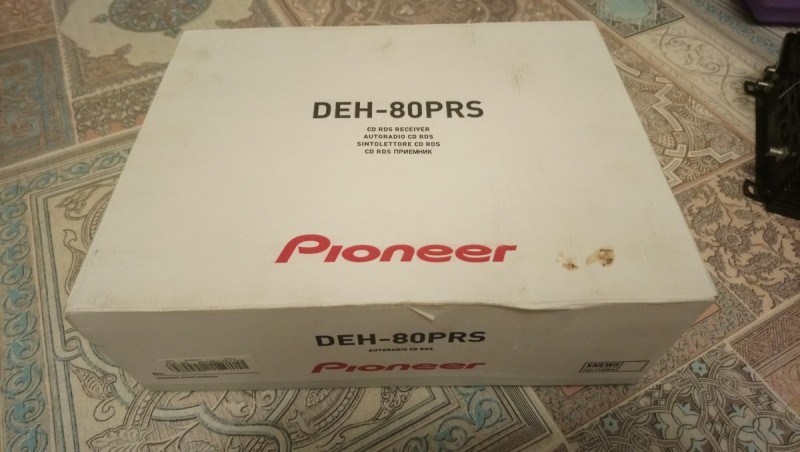 DEH-80PRS
CD RDS RECEIVER
AUTORADIO CD RDS
SINTOLETTORE CD RDS
CD RDS ПРИЕМНИК
Pioneer
DEH-80PRS
AUTORADIO CD RDS
Pioneer
XNEW5